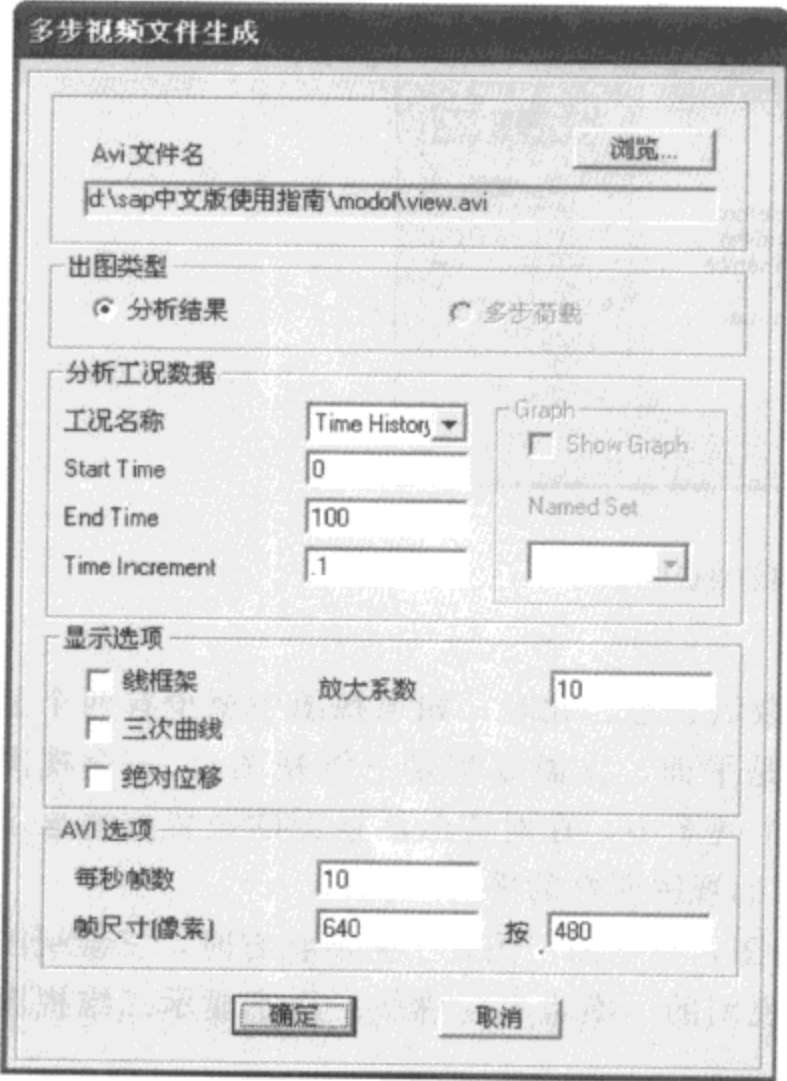 多步视频文件生成
Avi 文件名
浏览...
d:\sap中文版使用指南\modol\view.avi
出图类型
分析结果
多步荷载
分析工况数据
工况名称
Time History
Graph
Show Graph
Start Time
0
End Time
100
Named Set
Time Increment
.1
显示选项
线框架
放大系数
10
三次曲线
绝对位移
AVI 选项
每秒帧数
10
帧尺寸(像素)
640
按
480
确定
取消